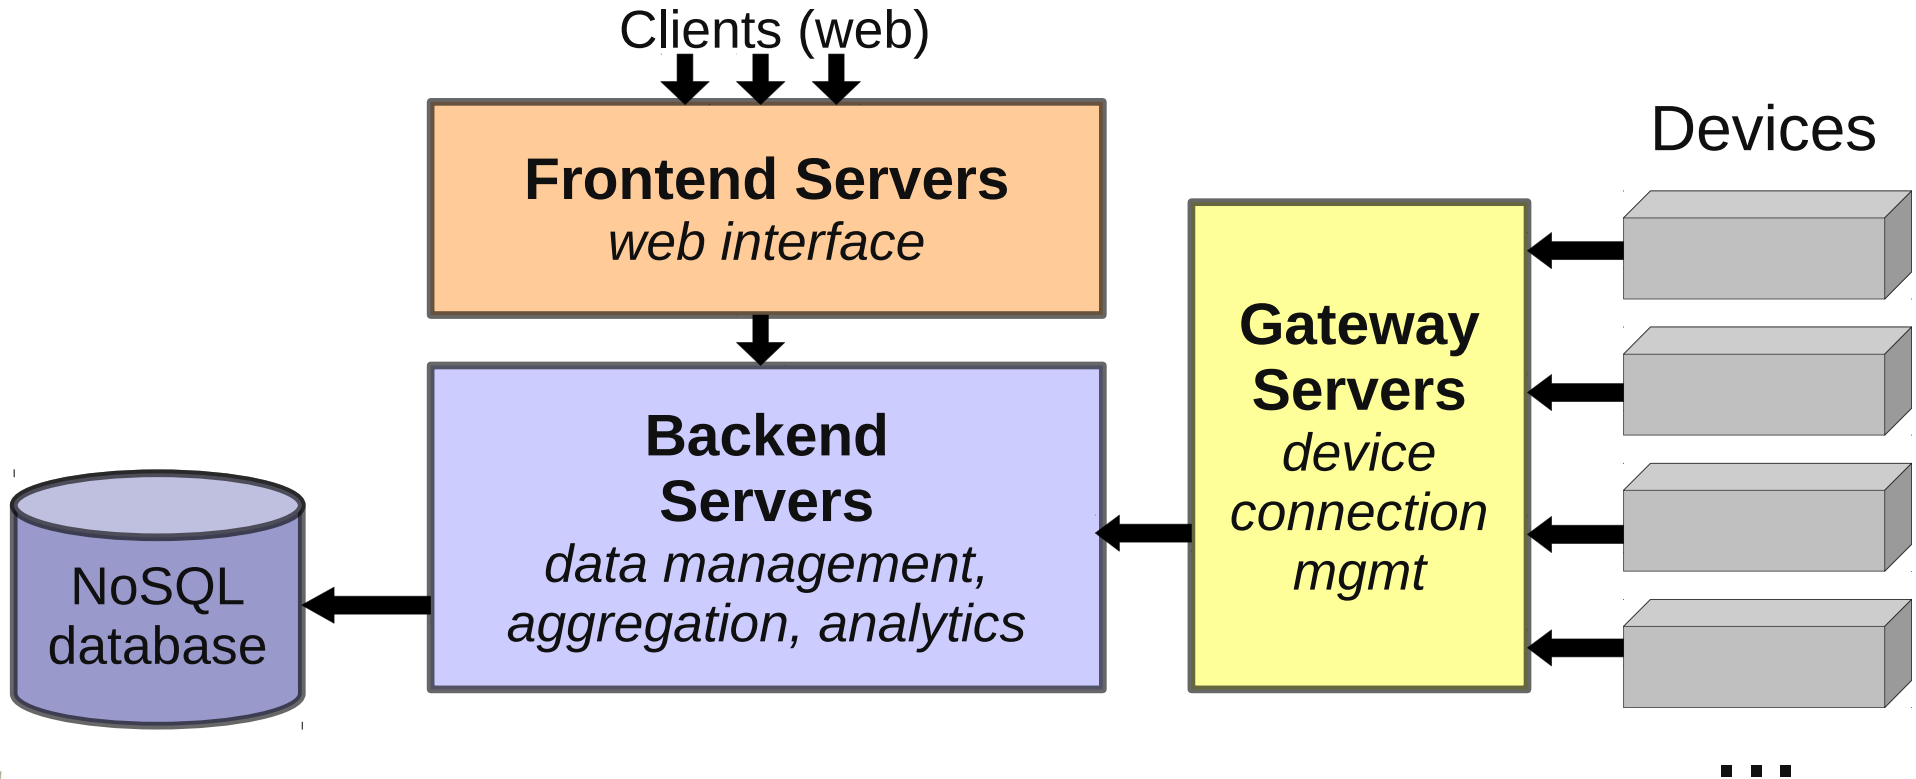 Clients (web)
Frontend Servers
web interface
Backend
Servers
data management,
aggregation, analytics
NoSQL
database
Gateway
Servers
device
connection
mgmt
Devices
...